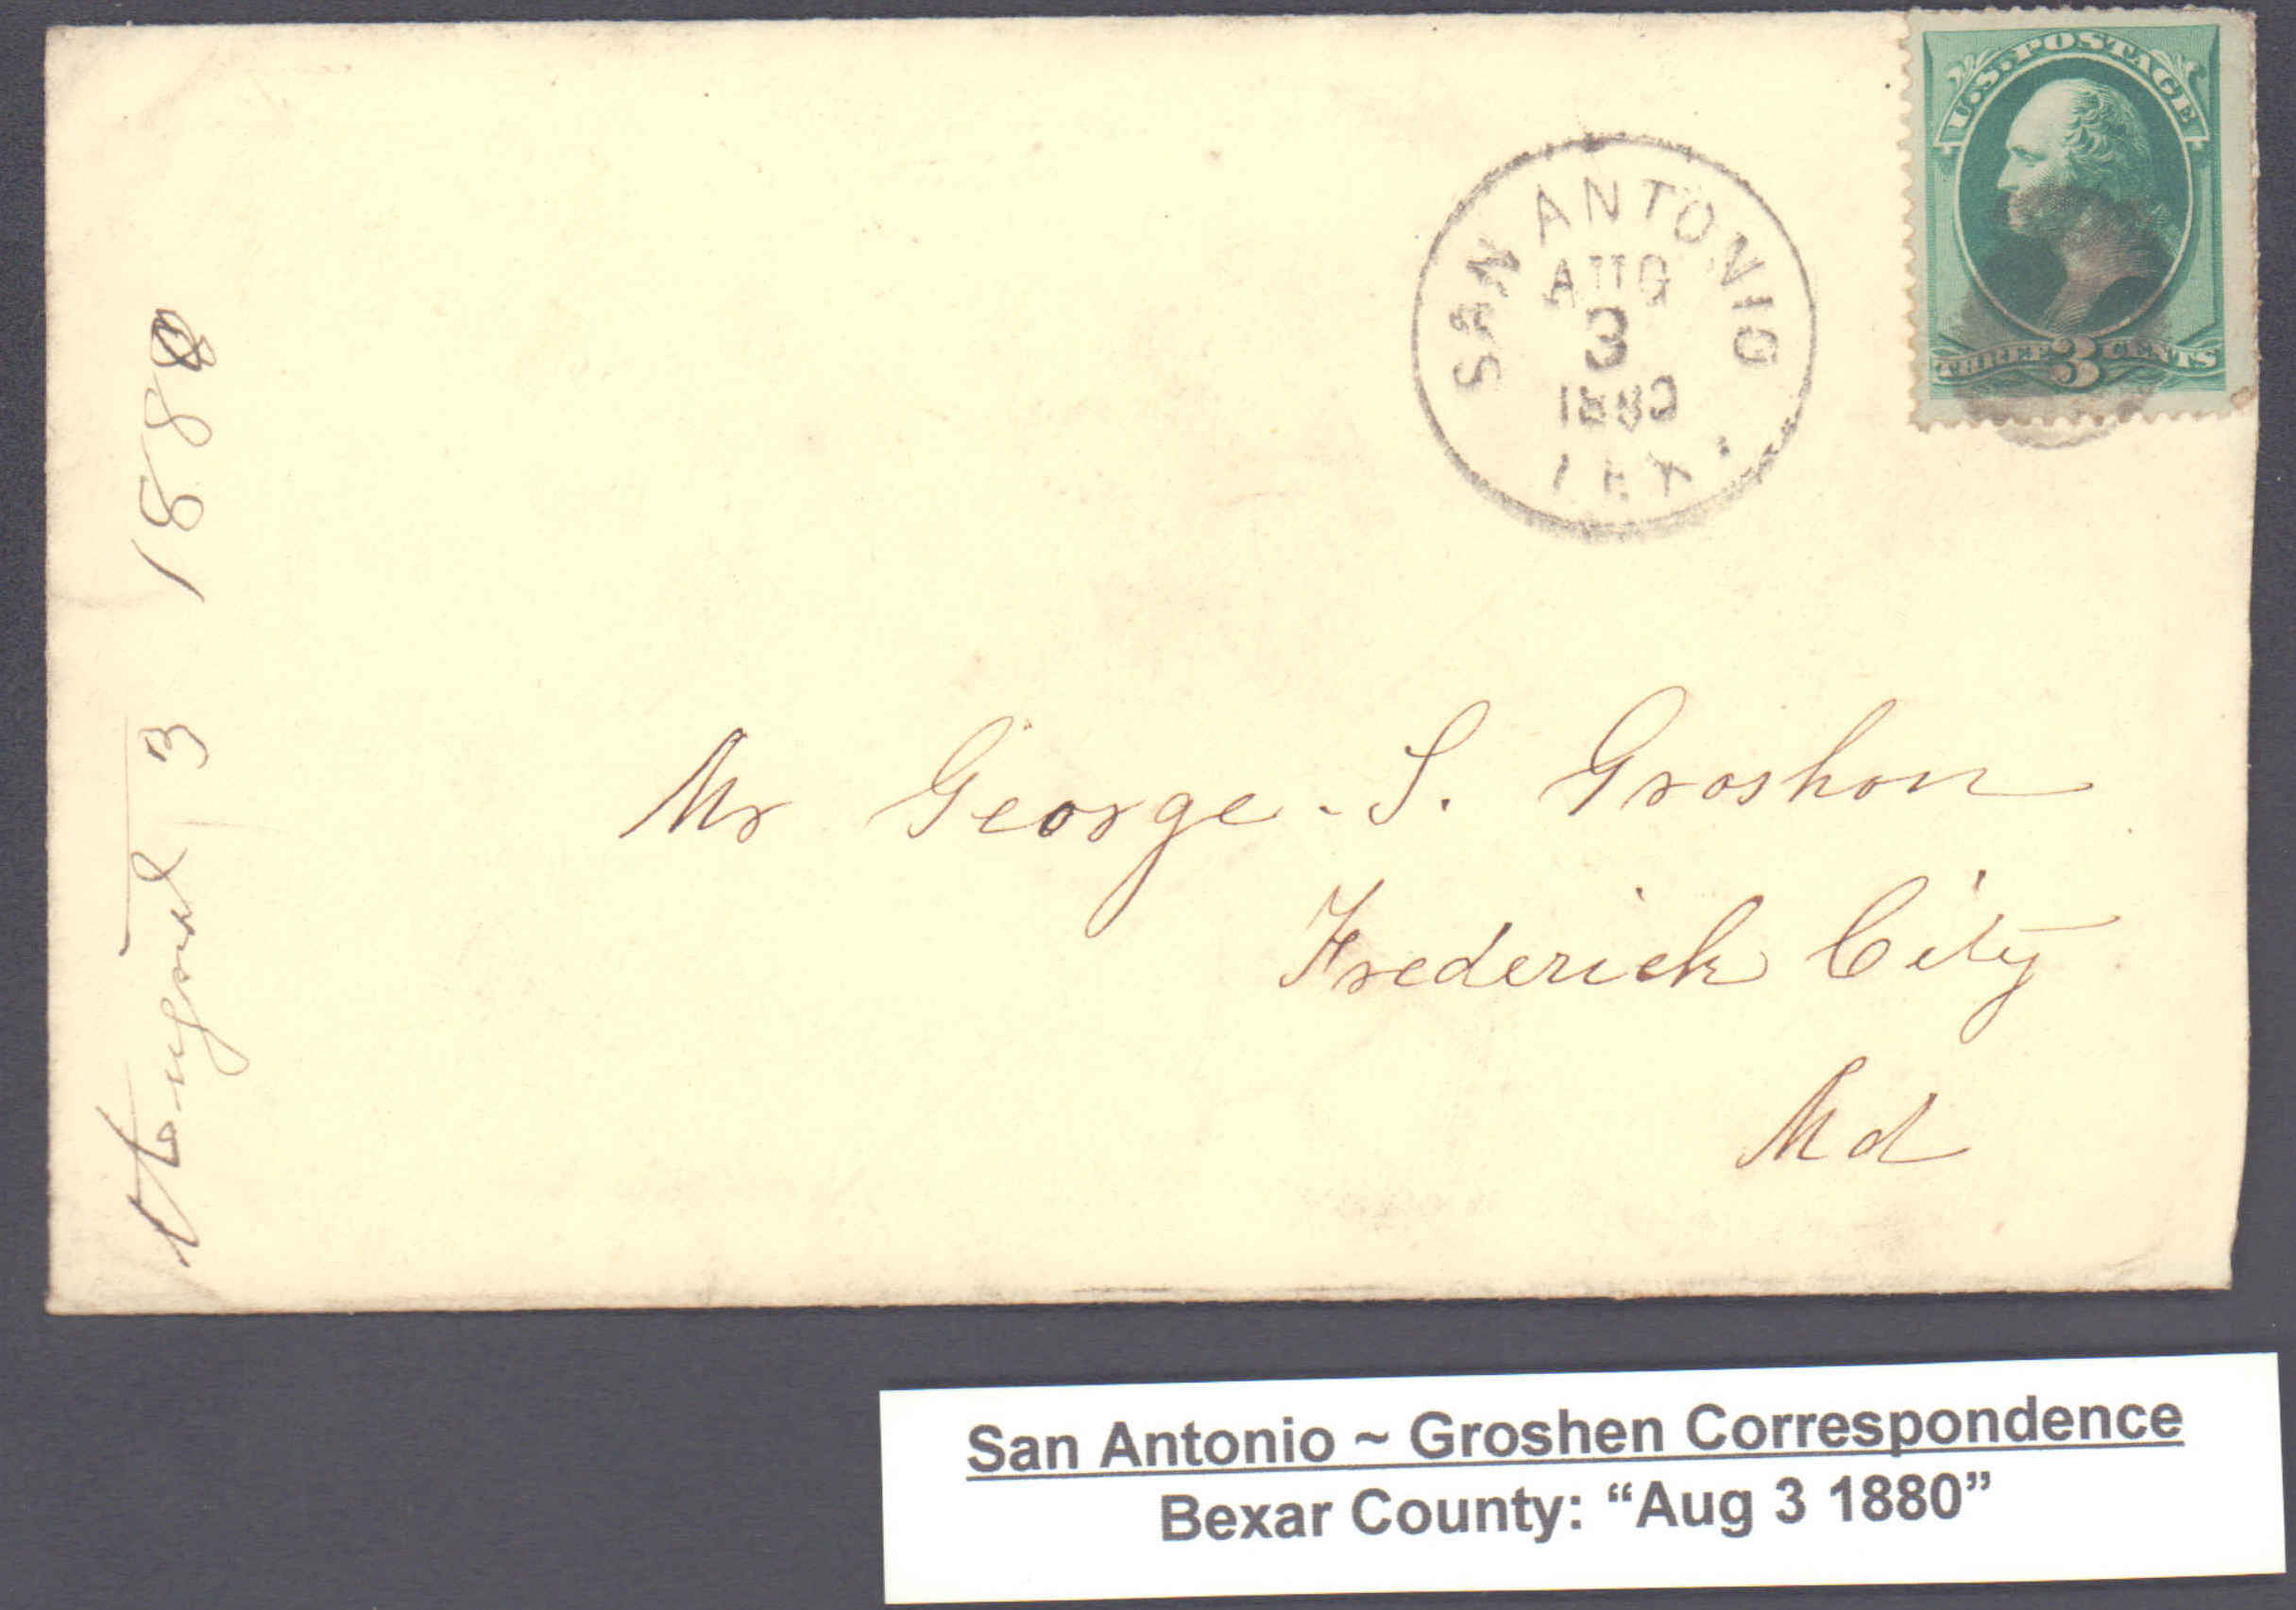 U.S. POSTAGE
THREE 3 CENTS
SAN ANTONIO
AUG
3
1880
TEX.
August 3 1880
Mr George. S. Groshon
Frederick City
Md
San Antonio ~ Groshen Correspondence
Bexar County: “Aug 3 1880”